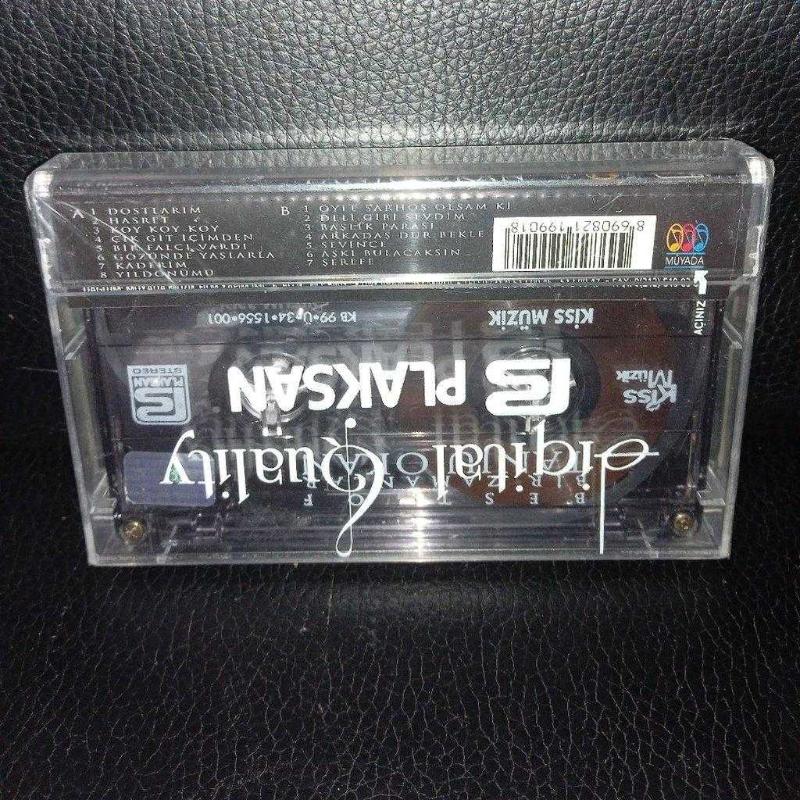 A 1 DOSTLARIM
2 HASRET
3 KOY KOY KOY
4 ÇIK GİT İÇİMDEN
5 BİR FALCI VARDI
6 GÖZÜNDE YAŞLARLA
7 KADERİM
8 YILDÖNÜMÜ
B 1 ÖYLE SARHOŞ OLSAM Kİ
2 DELİ GİBİ SEVDİM
3 BAŞLIK PARASI
4 ARKADAŞ DUR BEKLE
5 SEVİNCE
6 AŞKI BULACAKSIN
7 ŞEREFE
8 690821 199018
MÜYADA
AÇINIZ
KISS MÜZİK
KB 99•Ü•34•15556•001
Kiss Müzik
PLAKSAN
PLAKSAN
STEREO
Digital Quality